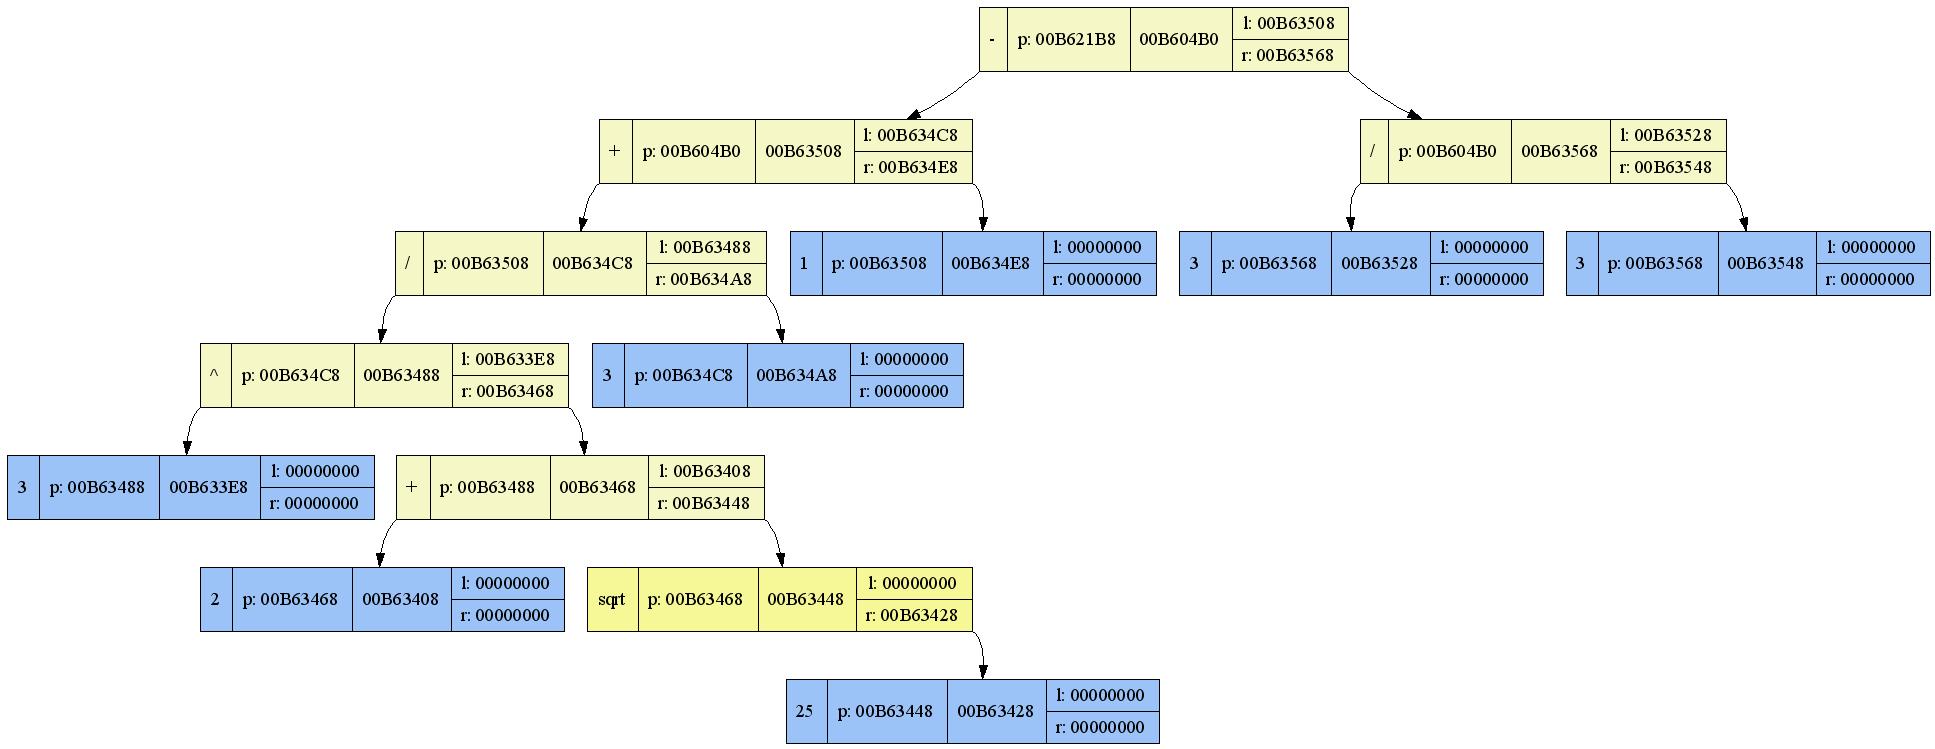 - p: 00B621B8 00B604B0 l: 00B63508
r: 00B63568
+ p: 00B604B0 00B63508 l: 00B634C8
r: 00B634E8
/ p: 00B604B0 00B63568 l: 00B63528
r: 00B63548
/ p: 00B63508 00B634C8 l: 00B63488
r: 00B634A8
1 p: 00B63508 00B634E8 l: 00000000
r: 00000000
3 p: 00B63568 00B63528 l: 00000000
r: 00000000
3 p: 00B63568 00B63548 l: 00000000
r: 00000000
^ p: 00B634C8 00B63488 l: 00B633E8
r: 00B63468
3 p: 00B634C8 00B634A8 l: 00000000
r: 00000000
3 p: 00B63488 00B633E8 l: 00000000
r: 00000000
+ p: 00B63488 00B63468 l: 00B63408
r: 00B63448
2 p: 00B63468 00B63408 l: 00000000
r: 00000000
sqrt p: 00B63468 00B63448 l: 00000000
r: 00B63428
25 p: 00B63448 00B63428 l: 00000000
r: 00000000